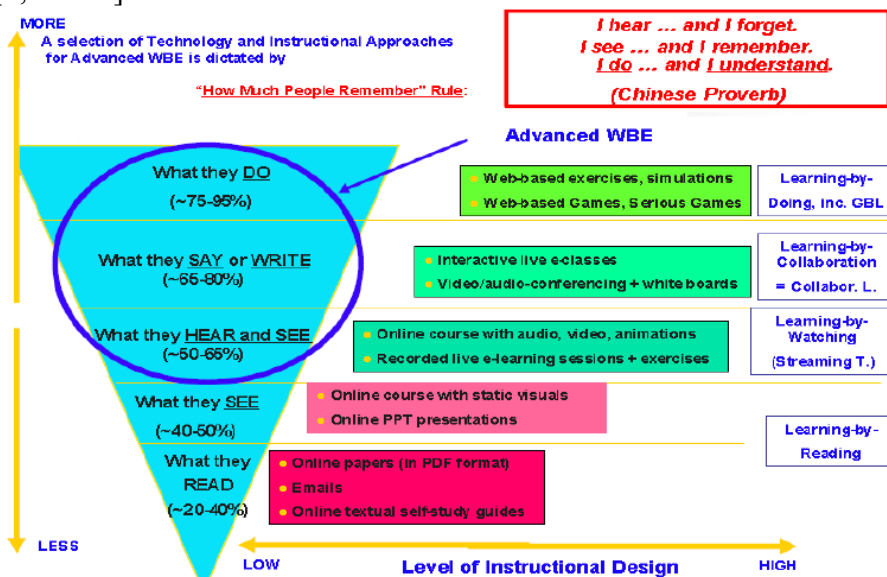 MORE
A selection of Technology and Instructional Approaches
for Advanced WBE is dictated by
“How Much People Remember” Rule:
I hear ... and I forget.
I see ... and I remember.
I do ... and I understand.
(Chinese Proverb)
Advanced WBE
What they DO
(~75-95%)
Web-based exercises, simulations
Web-based Games, Serious Games
Learning-by-
Doing, inc. GBL
What they SAY or WRITE
(~65-80%)
Interactive live e-classes
Video/audio-conferencing + white boards
Learning-by-
Collaboration
= Collabor. L.
What they HEAR and SEE
(~50-65%)
Online course with audio, video, animations
Recorded live e-learning sessions + exercises
Learning-by-
Watching
(Streaming T.)
What they SEE
(~40-50%)
Online course with static visuals
Online PPT presentations
What they
READ
(~20-40%)
Online papers (in PDF format)
Emails
Online textual self-study guides
Learning-by-
Reading
LESS
LOW
Level of Instructional Design
HIGH